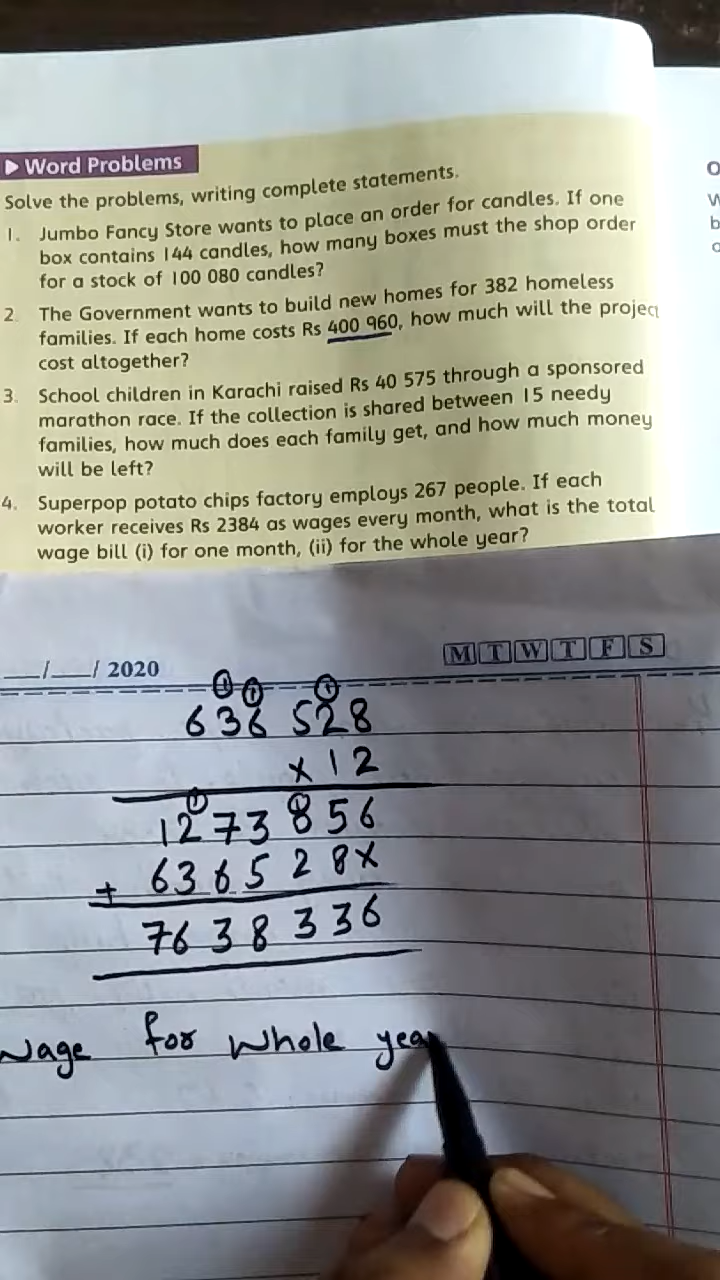 ▶ Word Problems
Solve the problems, writing complete statements.
1. Jumbo Fancy Store wants to place an order for candles. If one
box contains 144 candles, how many boxes must the shop order
for a stock of 100 080 candles?
2. The Government wants to build new homes for 382 homeless
families. If each home costs Rs 400 960, how much will the project
cost altogether?
3. School children in Karachi raised Rs 40 575 through a sponsored
marathon race. If the collection is shared between 15 needy
families, how much does each family get, and how much money
will be left?
4. Superpop potato chips factory employs 267 people. If each
worker receives Rs 2384 as wages every month, what is the total
wage bill (i) for one month, (ii) for the whole year?
__/__/ 2020 M T W T F S
1 1 1
636 528
x 12
1
1273 856
+ 6365 28x
7638 336
Wage for whole yea